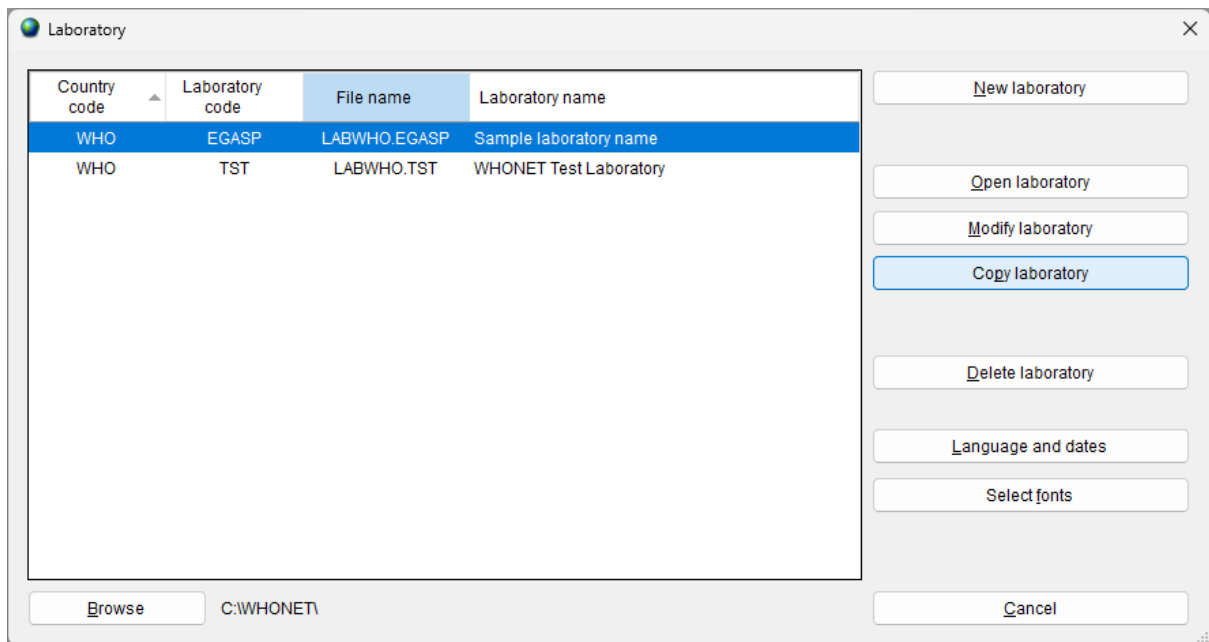 Laboratory
Country code
Laboratory code
File name
Laboratory name
WHO EGASP LABWHO.EGASP Sample laboratory name
WHO TST LABWHO.TST WHONET Test Laboratory
New laboratory
Open laboratory
Modify laboratory
Copy laboratory
Delete laboratory
Language and dates
Select fonts
Browse C:\WHONET\
Cancel